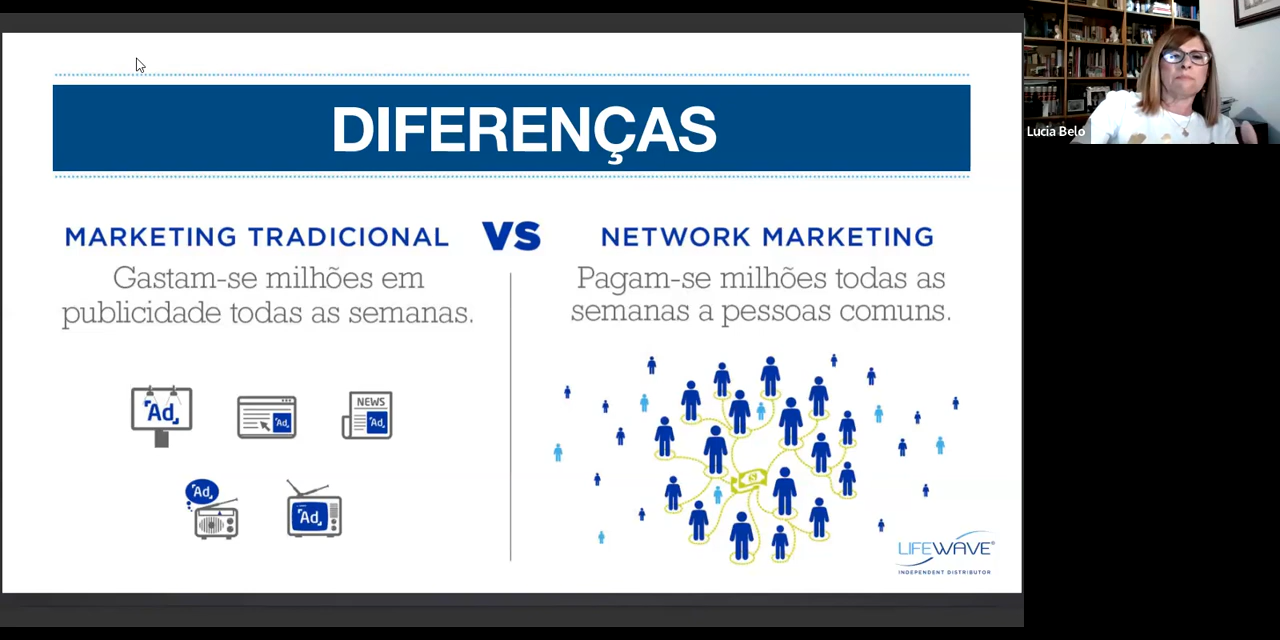 DIFERENÇAS
MARKETING TRADICIONAL VS NETWORK MARKETING
Gastam-se milhões em
publicidade todas as semanas.
Pagam-se milhões todas as
semanas a pessoas comuns.
Ad
Ad
NEWS
Ad
Ad
Ad
LIFEWAVE®
INDEPENDENT DISTRIBUTOR
Lucia Belo